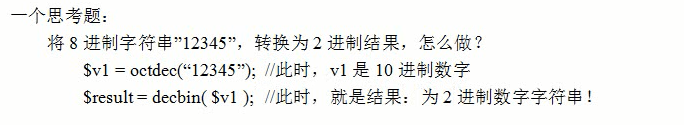 一个思考题：
将 8 进制字符串”12345”，转换为 2 进制结果，怎么做？
$v1 = octdec(“12345”); //此时，v1 是 10 进制数字
$result = decbin( $v1 ); //此时，就是结果：为 2 进制数字字符串！